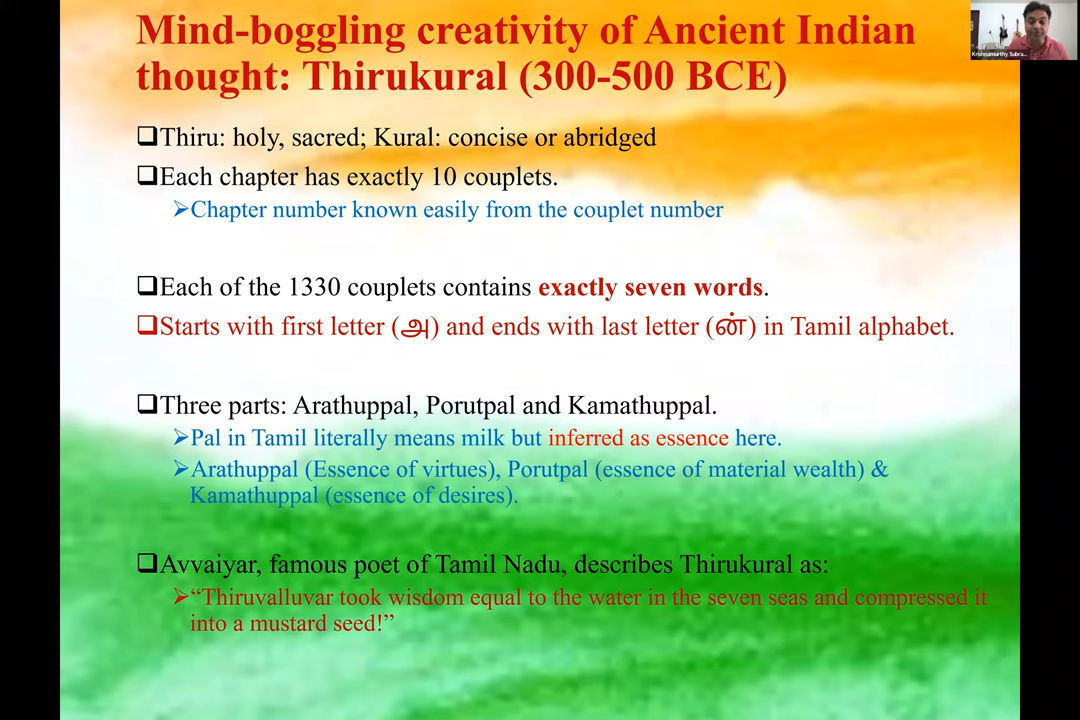 Mind-boggling creativity of Ancient Indian
thought: Thirukural (300-500 BCE)
Krishnamurthy Subra...
❑Thiru: holy, sacred; Kural: concise or abridged
❑Each chapter has exactly 10 couplets.
➢Chapter number known easily from the couplet number
❑Each of the 1330 couplets contains exactly seven words.
❑Starts with first letter (அ) and ends with last letter (ன்) in Tamil alphabet.
❑Three parts: Arathuppal, Porutpal and Kamathuppal.
➢Pal in Tamil literally means milk but inferred as essence here.
➢Arathuppal (Essence of virtues), Porutpal (essence of material wealth) &
Kamathuppal (essence of desires).
❑Avvaiyar, famous poet of Tamil Nadu, describes Thirukural as:
➢“Thiruvalluvar took wisdom equal to the water in the seven seas and compressed it
into a mustard seed!”